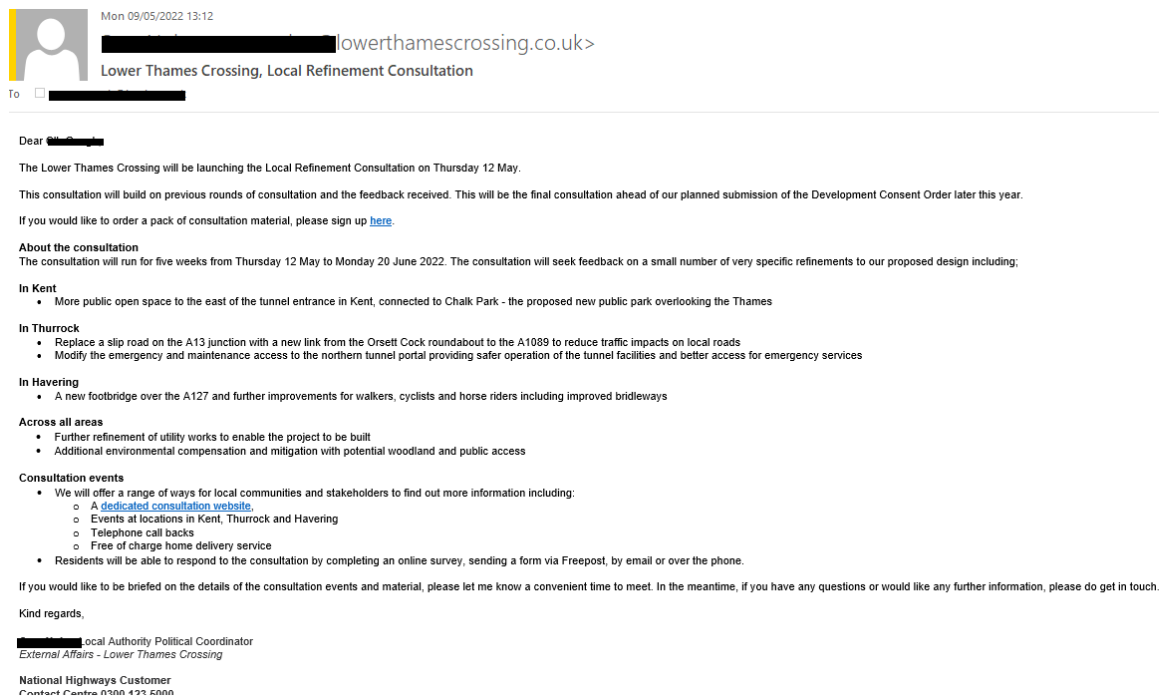 Mon 09/05/2022 13:12
lowerthamescrossing.co.uk>
Lower Thames Crossing, Local Refinement Consultation
To
Dear
The Lower Thames Crossing will be launching the Local Refinement Consultation on Thursday 12 May.
This consultation will build on previous rounds of consultation and the feedback received. This will be the final consultation ahead of our planned submission of the Development Consent Order later this year.
If you would like to order a pack of consultation material, please sign up here.
About the consultation
The consultation will run for five weeks from Thursday 12 May to Monday 20 June 2022. The consultation will seek feedback on a small number of very specific refinements to our proposed design including;
In Kent
• More public open space to the east of the tunnel entrance in Kent, connected to Chalk Park - the proposed new public park overlooking the Thames
In Thurrock
• Replace a slip road on the A13 junction with a new link from the Orsett Cock roundabout to the A1089 to reduce traffic impacts on local roads
• Modify the emergency and maintenance access to the northern tunnel portal providing safer operation of the tunnel facilities and better access for emergency services
In Havering
• A new footbridge over the A127 and further improvements for walkers, cyclists and horse riders including improved bridleways
Across all areas
• Further refinement of utility works to enable the project to be built
• Additional environmental compensation and mitigation with potential woodland and public access
Consultation events
• We will offer a range of ways for local communities and stakeholders to find out more information including:
o A dedicated consultation website,
o Events at locations in Kent, Thurrock and Havering
o Telephone call backs
o Free of charge home delivery service
• Residents will be able to respond to the consultation by completing an online survey, sending a form via Freepost, by email or over the phone.
If you would like to be briefed on the details of the consultation events and material, please let me know a convenient time to meet. In the meantime, if you have any questions or would like any further information, please do get in touch.
Kind regards,
Local Authority Political Coordinator
External Affairs - Lower Thames Crossing
National Highways Customer
Contact Centre 0300 123 5000